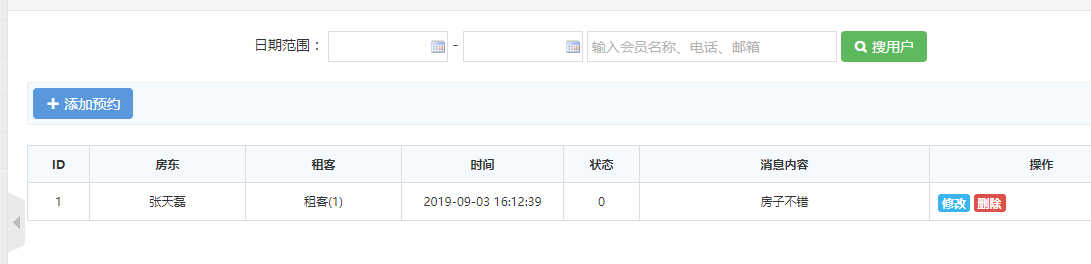 日期范围： - 输入会员名称、电话、邮箱 搜用户
添加预约
ID 房东 租客 时间 状态 消息内容 操作
1 张天磊 租客(1) 2019-09-03 16:12:39 0 房子不错 修改 删除